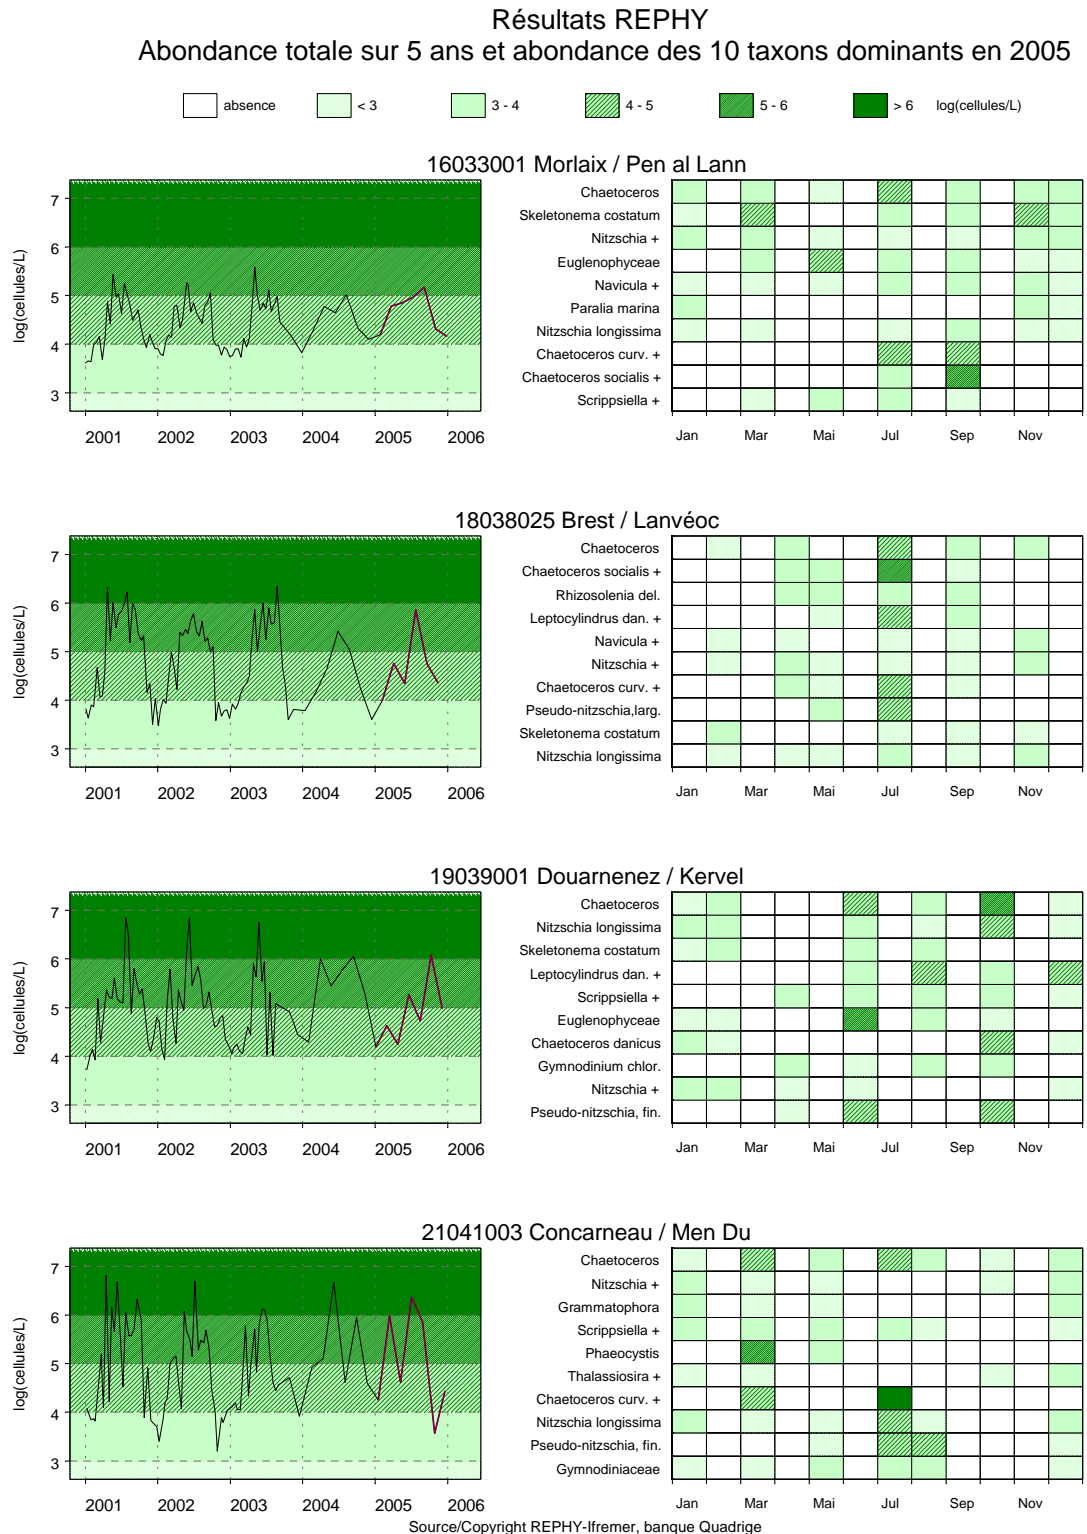 Résultats REPHY
Abondance totale sur 5 ans et abondance des 10 taxons dominants en 2005
absence < 3 3 - 4 4 - 5 5 - 6 > 6 log(cellules/L)
16033001 Morlaix / Pen al Lann
log(cellules/L)
7
6
5
4
3
2001 2002 2003 2004 2005 2006
Chaetoceros
Skeletonema costatum
Nitzschia +
Euglenophyceae
Navicula +
Paralia marina
Nitzschia longissima
Chaetoceros curv. +
Chaetoceros socialis +
Scrippsiella +
Jan Mar Mai Jul Sep Nov
18038025 Brest / Lanvéoc
log(cellules/L)
7
6
5
4
3
2001 2002 2003 2004 2005 2006
Chaetoceros
Chaetoceros socialis +
Rhizosolenia del.
Leptocylindrus dan. +
Navicula +
Nitzschia +
Chaetoceros curv. +
Pseudo-nitzschia,larg.
Skeletonema costatum
Nitzschia longissima
Jan Mar Mai Jul Sep Nov
19039001 Douarnenez / Kervel
log(cellules/L)
7
6
5
4
3
2001 2002 2003 2004 2005 2006
Chaetoceros
Nitzschia longissima
Skeletonema costatum
Leptocylindrus dan. +
Scrippsiella +
Euglenophyceae
Chaetoceros danicus
Gymnodinium chlor.
Nitzschia +
Pseudo-nitzschia, fin.
Jan Mar Mai Jul Sep Nov
21041003 Concarneau / Men Du
log(cellules/L)
7
6
5
4
3
2001 2002 2003 2004 2005 2006
Chaetoceros
Nitzschia +
Grammatophora
Scrippsiella +
Phaeocystis
Thalassiosira +
Chaetoceros curv. +
Nitzschia longissima
Pseudo-nitzschia, fin.
Gymnodiniaceae
Jan Mar Mai Jul Sep Nov
Source/Copyright REPHY-Ifremer, banque Quadrige